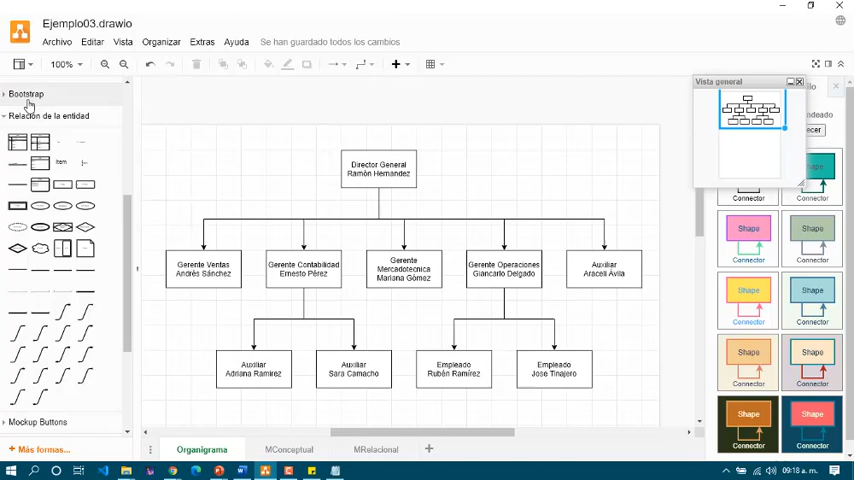 Ejemplo03.drawio
Archivo Editar Vista Organizar Extras Ayuda Se han guardado todos los cambios
100%
Bootstrap
Relación de la entidad
Item
Director General
Ramón Hernandez
Gerente Ventas
Andrés Sánchez
Gerente Contabilidad
Ernesto Pérez
Gerente
Mercadotecnica
Mariana Gómez
Gerente Operaciones
Giancarlo Delgado
Auxiliar
Araceli Ávila
Auxiliar
Adriana Ramirez
Auxiliar
Sara Camacho
Empleado
Rubén Ramírez
Empleado
Jose Tinajero
Vista general
Connector Connector
Shape Shape
Connector Connector
Shape Shape
Connector Connector
Shape Shape
Connector Connector
Shape Shape
Connector Connector
Mockup Buttons
+ Más formas...
Organigrama MConceptual MRelacional
09:18 a. m.